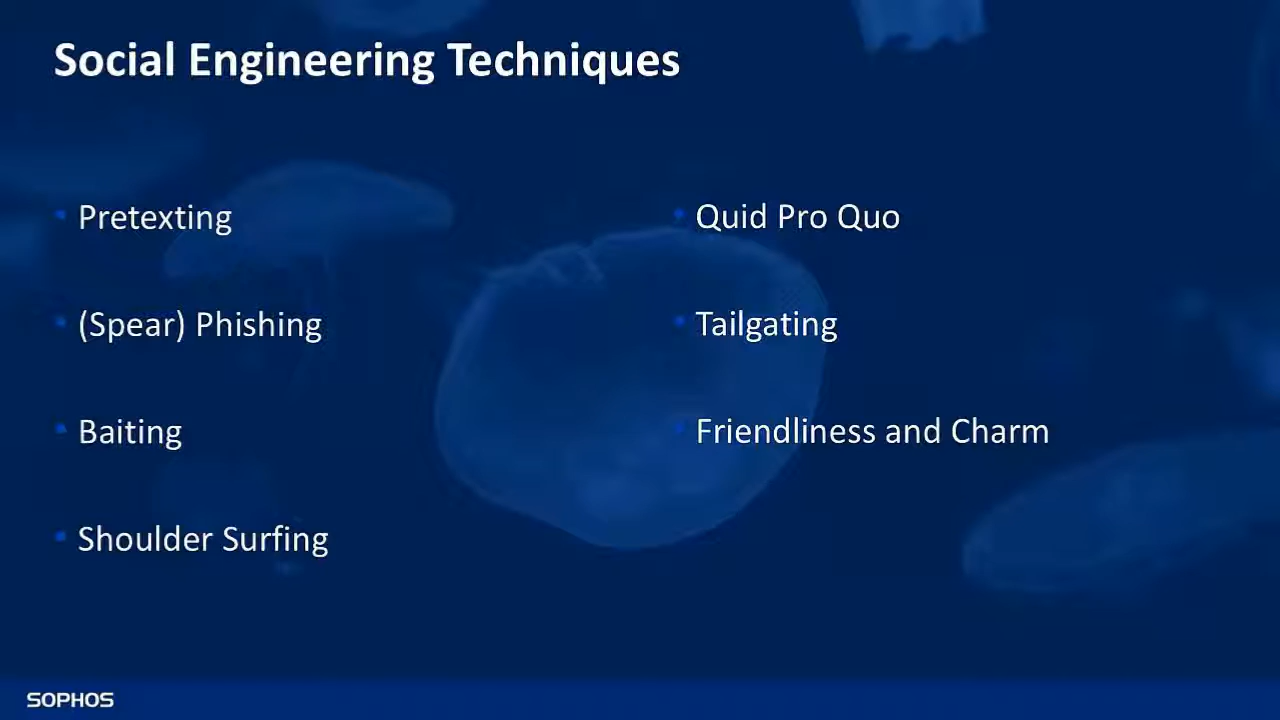 Social Engineering Techniques
Pretexting
(Spear) Phishing
Baiting
Shoulder Surfing
Quid Pro Quo
Tailgating
Friendliness and Charm
SOPHOS